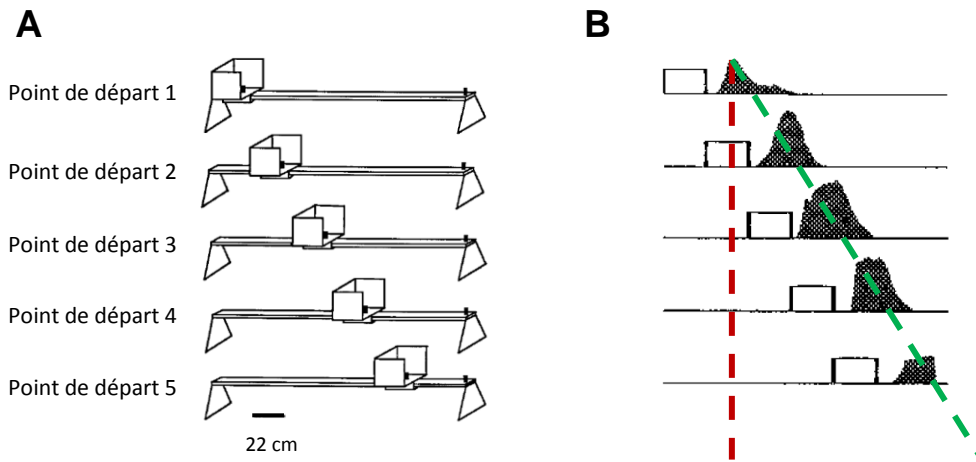 A
B
Point de départ 1
Point de départ 2
Point de départ 3
Point de départ 4
Point de départ 5
22 cm